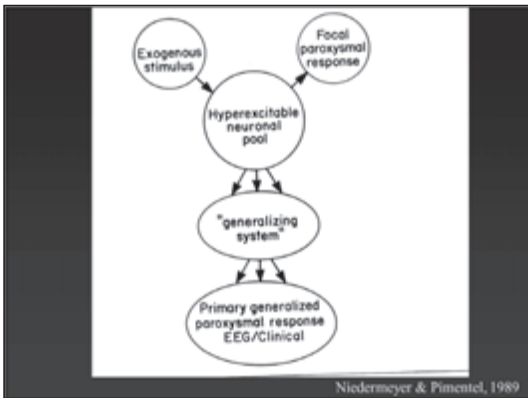 Exogenous
stimulus
Focal
paroxysmal
response
Hyperexcitable
neuronal
pool
"generalizing
system"
Primary generalized
paroxysmal response
EEG/Clinical
Niedermeyer & Pimentel, 1989